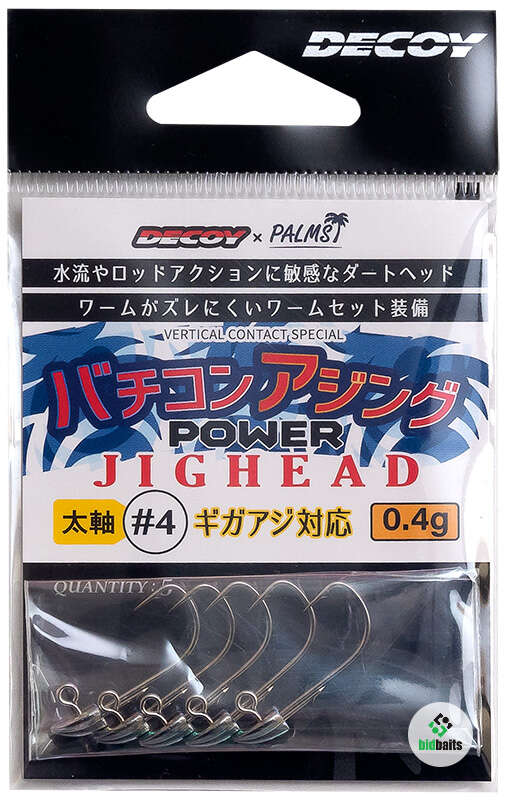 DECOY
DECOY × PALMS
水流やロッドアクションに敏感なダートヘッド
ワームがズレにくいワームセット装備
VERTICAL CONTACT SPECIAL
バチコンアジング
POWER
JIGHEAD
太軸 #4 ギガアジ対応 0.4g
QUANTITY : 5
bidbaits